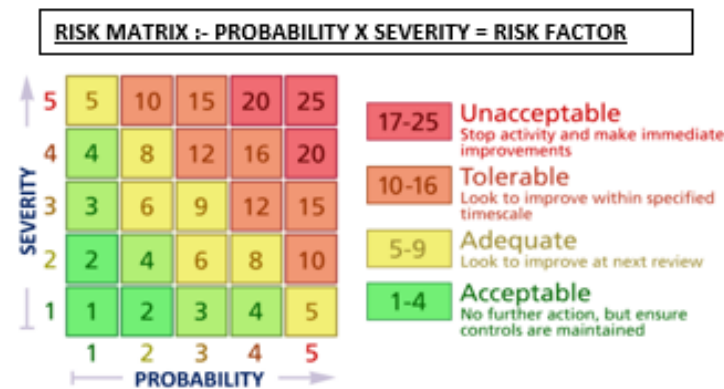 RISK MATRIX :- PROBABILITY X SEVERITY = RISK FACTOR
SEVERITY
5 5 10 15 20 25
4 4 8 12 16 20
3 3 6 9 12 15
2 2 4 6 8 10
1 1 2 3 4 5
1 2 3 4 5
PROBABILITY
17-25 Unacceptable
Stop activity and make immediate
improvements
10-16 Tolerable
Look to improve within specified
timescale
5-9 Adequate
Look to improve at next review
1-4 Acceptable
No further action, but ensure
controls are maintained